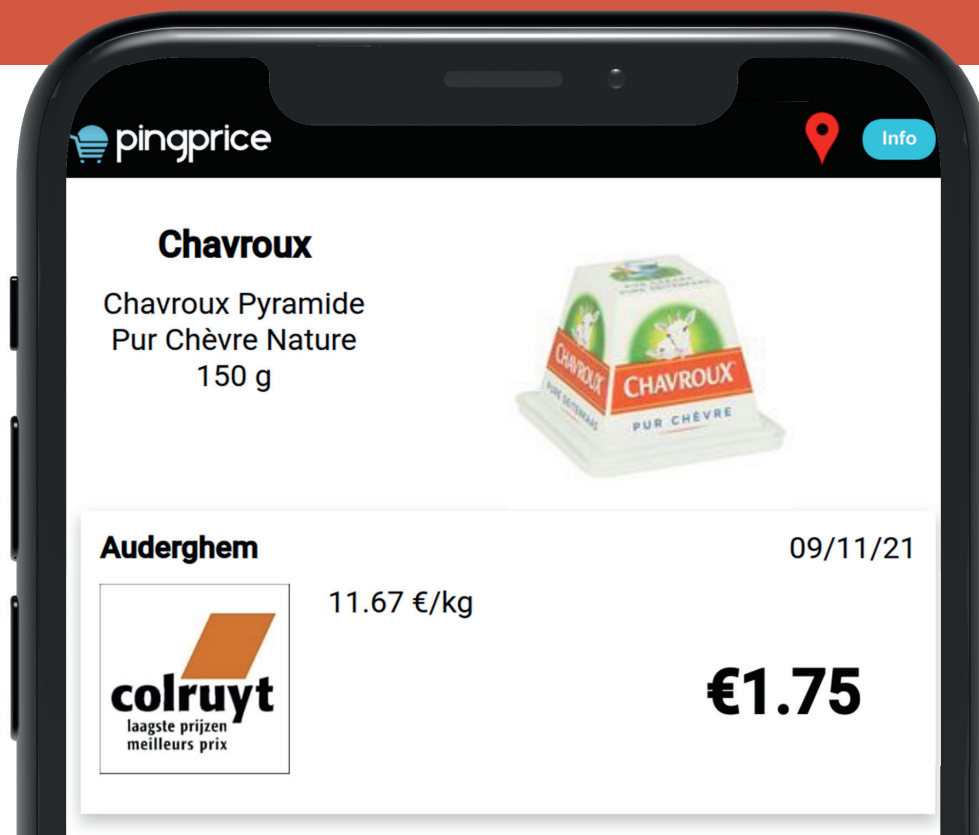 pingprice
Info
Chavroux
Chavroux Pyramide
Pur Chèvre Nature
150 g
CHAVROUX
CHAVROUX
PUR CHÈVRE
Auderghem
09/11/21
11.67 €/kg
colruyt
laagste prijzen
meilleurs prix
€1.75